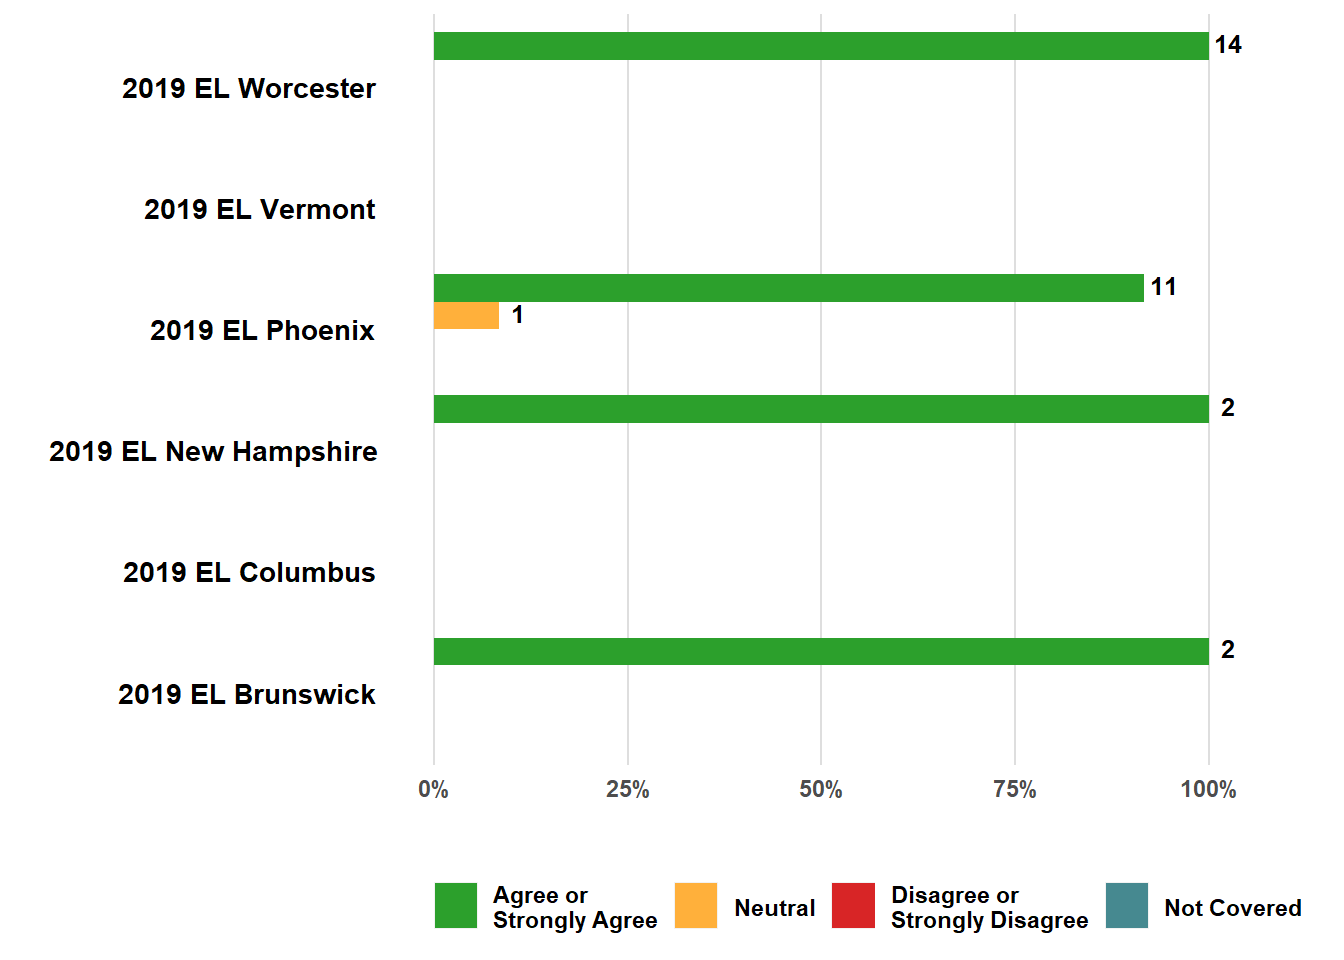 14
2019 EL Worcester
2019 EL Vermont
11
1
2019 EL Phoenix
2
2019 EL New Hampshire
2019 EL Columbus
2
2019 EL Brunswick
0% 25% 50% 75% 100%
Agree or
Strongly Agree
Neutral
Disagree or
Strongly Disagree
Not Covered